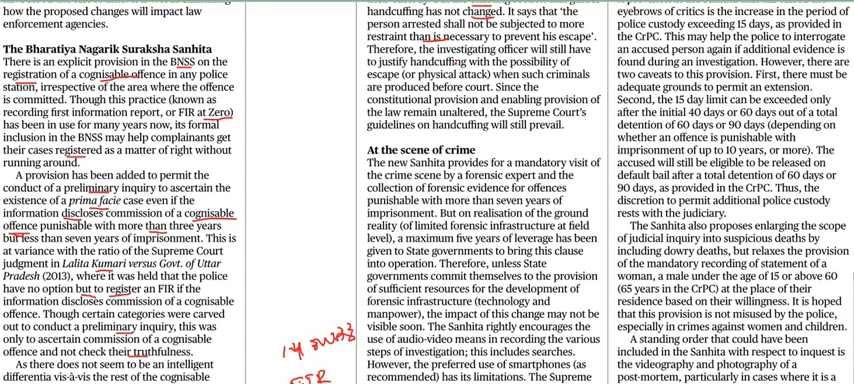 how the proposed changes will impact law
enforcement agencies.
The Bharatiya Nagarik Suraksha Sanhita
There is an explicit provision in the BNSS on the
registration of a cognisable offence in any police
station, irrespective of the area where the offence
is committed. Though this practice (known as
recording first information report, or FIR at Zero)
has been in use for many years now, its formal
inclusion in the BNSS may help complainants get
their cases registered as a matter of right without
running around.
A provision has been added to permit the
conduct of a preliminary inquiry to ascertain the
existence of a prima facie case even if the
information discloses commission of a cognisable
offence punishable with more than three years
but less than seven years of imprisonment. This is
at variance with the ratio of the Supreme Court
judgment in Lalita Kumari versus Govt. of Uttar
Pradesh (2013), where it was held that the police
have no option but to register an FIR if the
information discloses commission of a cognisable
offence. Though certain categories were carved
out to conduct a preliminary inquiry, this was
only to ascertain commission of a cognisable
offence and not check their truthfulness.
As there does not seem to be an intelligent
differentia vis-à-vis the rest of the cognisable
handcuffing has not changed. It says that ‘the
person arrested shall not be subjected to more
restraint than is necessary to prevent his escape’.
Therefore, the investigating officer will still have
to justify handcuffing with the possibility of
escape (or physical attack) when such criminals
are produced before court. Since the
constitutional provision and enabling provision of
the law remain unaltered, the Supreme Court’s
guidelines on handcuffing will still prevail.
At the scene of crime
The new Sanhita provides for a mandatory visit of
the crime scene by a forensic expert and the
collection of forensic evidence for offences
punishable with more than seven years of
imprisonment. But on realisation of the ground
reality (of limited forensic infrastructure at field
level), a maximum five years of leverage has been
given to State governments to bring this clause
into operation. Therefore, unless State
governments commit themselves to the provision
of sufficient resources for the development of
forensic infrastructure (technology and
manpower), the impact of this change may not be
visible soon. The Sanhita rightly encourages the
use of audio-video means in recording the various
steps of investigation; this includes searches.
However, the preferred use of smartphones (as
recommended) has its limitations. The Supreme
eyebrows of critics is the increase in the period of
police custody exceeding 15 days, as provided in
the CrPC. This may help the police to interrogate
an accused person again if additional evidence is
found during an investigation. However, there are
two caveats to this provision. First, there must be
adequate grounds to permit an extension.
Second, the 15 day limit can be exceeded only
after the initial 40 days or 60 days out of a total
detention of 60 days or 90 days (depending on
whether an offence is punishable with
imprisonment of up to 10 years, or more). The
accused will still be eligible to be released on
default bail after a total detention of 60 days or
90 days, as provided in the CrPC. Thus, the
discretion to permit additional police custody
rests with the judiciary.
The Sanhita also proposes enlarging the scope
of judicial inquiry into suspicious deaths by
including dowry deaths, but relaxes the provision
of the mandatory recording of statement of a
woman, a male under the age of 15 or above 60
(65 years in the CrPC) at the place of their
residence based on their willingness. It is hoped
that this provision is not misused by the police,
especially in crimes against women and children.
A standing order that could have been
included in the Sanhita with respect to inquest is
the videography and photography of a
post-mortem, particularly in cases where it is a
FIR